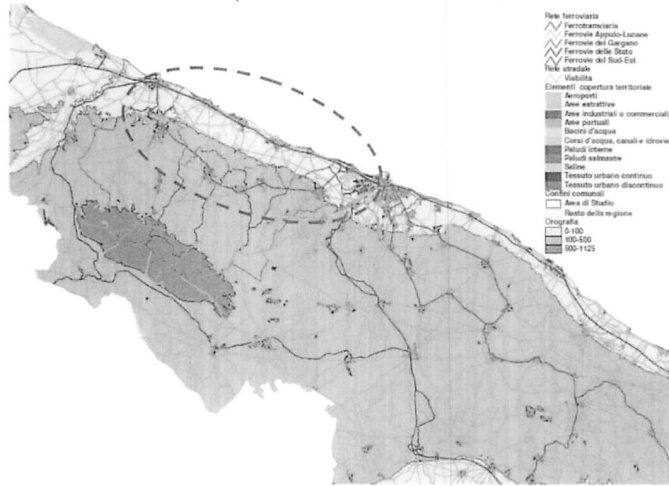 Rete ferroviaria
Ferrotramviaria
Ferrovie Appulo-Lucane
Ferrovie del Gargano
Ferrovie dello Stato
Ferrovie del Sud-Est
Rete stradale
Viabilità
Elementi copertura territoriale
Aeroporti
Aree estrattive
Aree industriali o commerciali
Aree portuali
Bacini d'acqua
Corsi d'acqua, canali e idrovie
Paludi interne
Paludi salmastre
Saline
Tessuto urbano continuo
Tessuto urbano discontinuo
Confini comunali
Area di Studio
Resto della regione
Orografia
0-100
100-500
500-1125